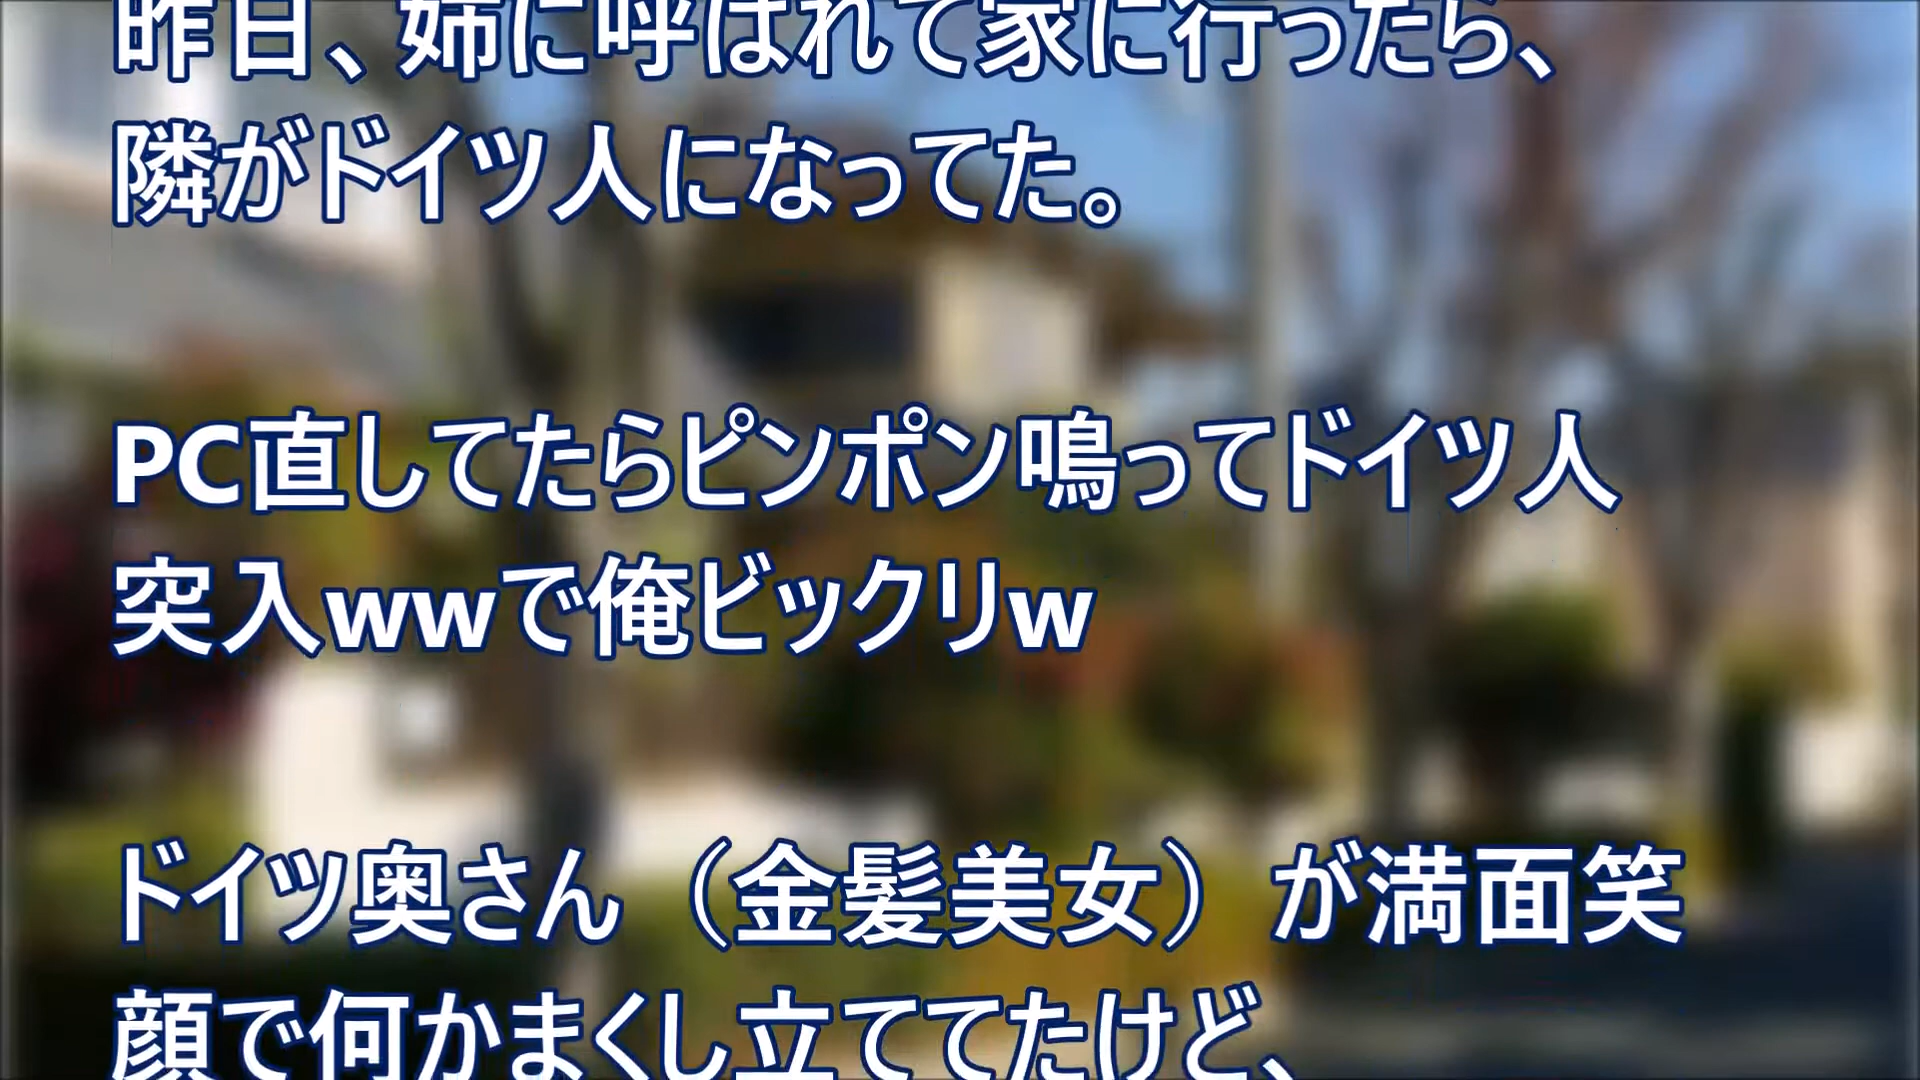 昨日、姉に呼ばれて家に行ったら、
隣がドイツ人になってた。
PC直してたらピンポン鳴ってドイツ人
突入wwで俺ビックリw
ドイツ奥さん（金髪美女）が満面笑
顔で何かまくし立ててたけど、